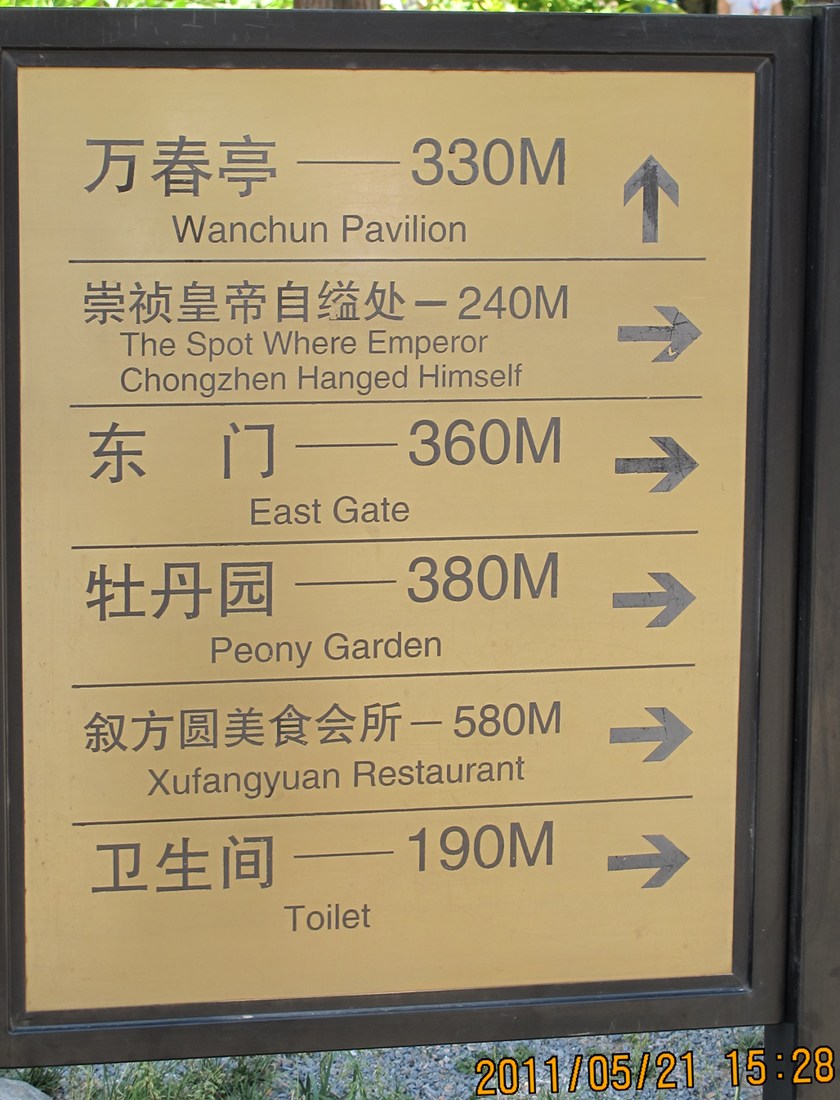 万春亭——330M
Wanchun Pavilion
崇祯皇帝自缢处—240M
The Spot Where Emperor
Chongzhen Hanged Himself
东 门——360M
East Gate
牡丹园——380M
Peony Garden
叙方圆美食会所—580M
Xufangyuan Restaurant
卫生间——190M
Toilet
2011/05/21 15:28